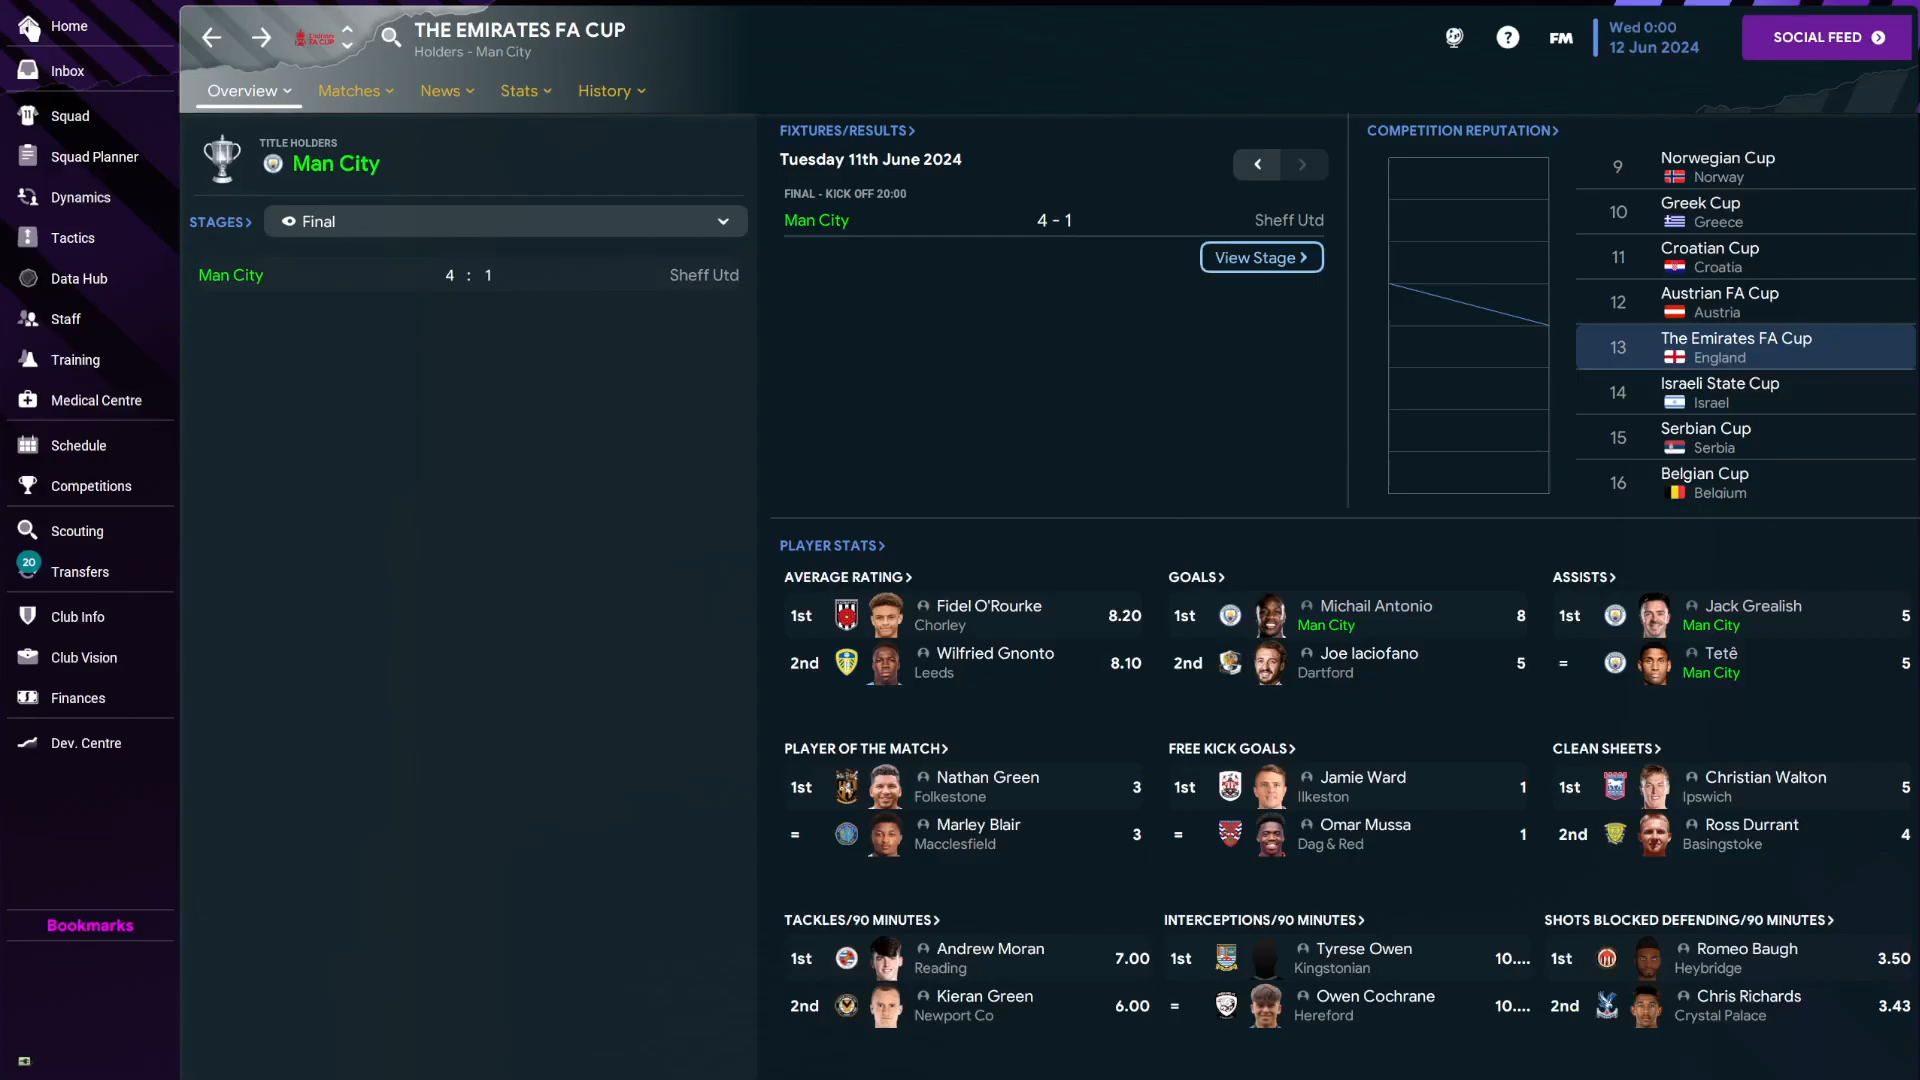 Home
Inbox
Squad
Squad Planner
Dynamics
Tactics
Data Hub
Staff
Training
Medical Centre
Schedule
Competitions
Scouting
20
Transfers
Club Info
Club Vision
Finances
Dev. Centre
Bookmarks
THE EMIRATES FA CUP
Holders - Man City
FM
Wed 0:00
12 Jun 2024
SOCIAL FEED
Overview
Matches
News
Stats
History
TITLE HOLDERS
Man City
STAGES
Final
Man City 4 : 1 Sheff Utd
FIXTURES/RESULTS
Tuesday 11th June 2024
FINAL - KICK OFF 20:00
Man City 4 - 1 Sheff Utd
View Stage
COMPETITION REPUTATION
9 Norwegian Cup
Norway
10 Greek Cup
Greece
11 Croatian Cup
Croatia
12 Austrian FA Cup
Austria
13 The Emirates FA Cup
England
14 Israeli State Cup
Israel
15 Serbian Cup
Serbia
16 Belgian Cup
Belgium
PLAYER STATS
AVERAGE RATING
1st Fidel O'Rourke 8.20
Chorley
2nd Wilfried Gnonto 8.10
Leeds
GOALS
1st Michail Antonio 8
Man City
2nd Joe Iaciofano 5
Dartford
ASSISTS
1st Jack Grealish 5
Man City
= Tetê 5
Man City
PLAYER OF THE MATCH
1st Nathan Green 3
Folkestone
= Marley Blair 3
Macclesfield
FREE KICK GOALS
1st Jamie Ward 1
Ilkeston
= Omar Mussa 1
Dag & Red
CLEAN SHEETS
1st Christian Walton 5
Ipswich
2nd Ross Durrant 4
Basingstoke
TACKLES/90 MINUTES
1st Andrew Moran 7.00
Reading
2nd Kieran Green 6.00
Newport Co
INTERCEPTIONS/90 MINUTES
1st Tyrese Owen 10....
Kingstonian
= Owen Cochrane 10....
Hereford
SHOTS BLOCKED DEFENDING/90 MINUTES
1st Romeo Baugh 3.50
Heybridge
2nd Chris Richards 3.43
Crystal Palace